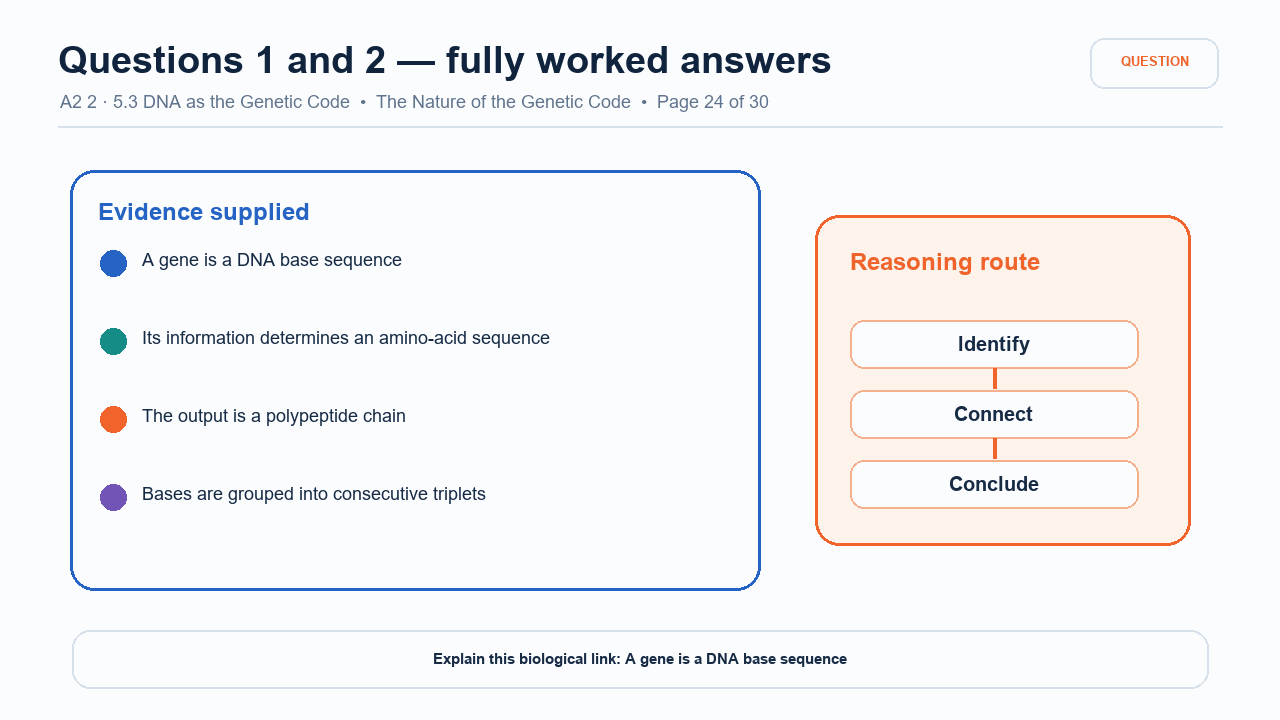 Questions 1 and 2 — fully worked answers
QUESTION
A2 2 · 5.3 DNA as the Genetic Code • The Nature of the Genetic Code • Page 24 of 30
Evidence supplied
A gene is a DNA base sequence
Its information determines an amino-acid sequence
The output is a polypeptide chain
Bases are grouped into consecutive triplets
Reasoning route
Identify
Connect
Conclude
Explain this biological link: A gene is a DNA base sequence